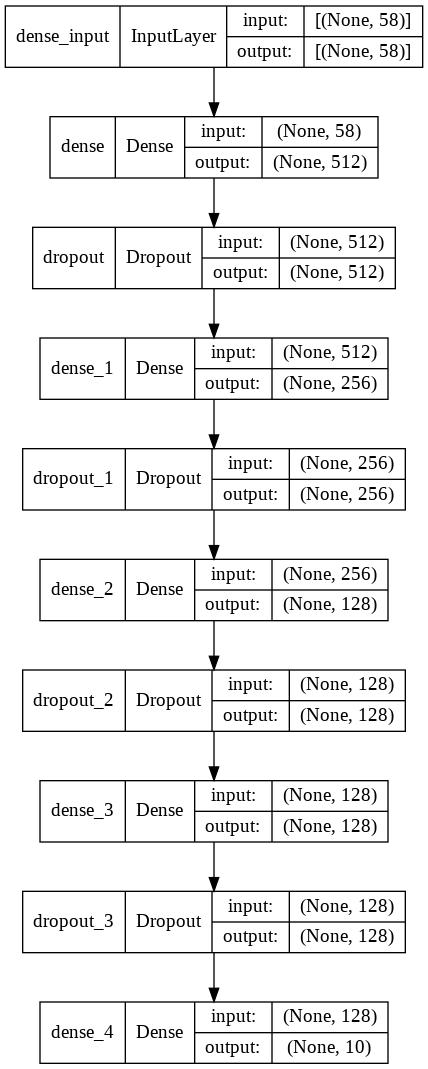 dense_input InputLayer input: [(None, 58)]
output: [(None, 58)]
dense Dense input: (None, 58)
output: (None, 512)
dropout Dropout input: (None, 512)
output: (None, 512)
dense_1 Dense input: (None, 512)
output: (None, 256)
dropout_1 Dropout input: (None, 256)
output: (None, 256)
dense_2 Dense input: (None, 256)
output: (None, 128)
dropout_2 Dropout input: (None, 128)
output: (None, 128)
dense_3 Dense input: (None, 128)
output: (None, 128)
dropout_3 Dropout input: (None, 128)
output: (None, 128)
dense_4 Dense input: (None, 128)
output: (None, 10)